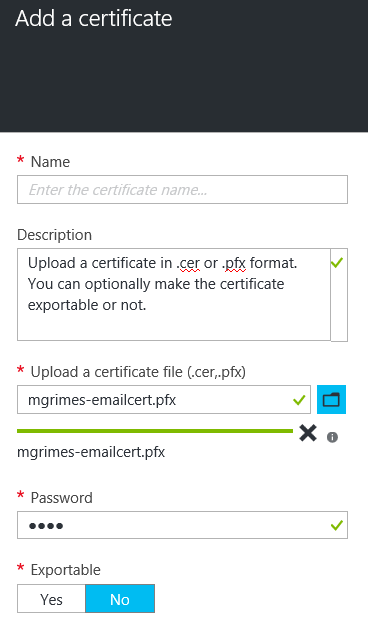 Add a certificate
* Name
Enter the certificate name...
Description
Upload a certificate in .cer or .pfx format.
You can optionally make the certificate
exportable or not.
* Upload a certificate file (.cer,.pfx)
mgrimes-emailcert.pfx
mgrimes-emailcert.pfx
* Password
●●●●
* Exportable
Yes No